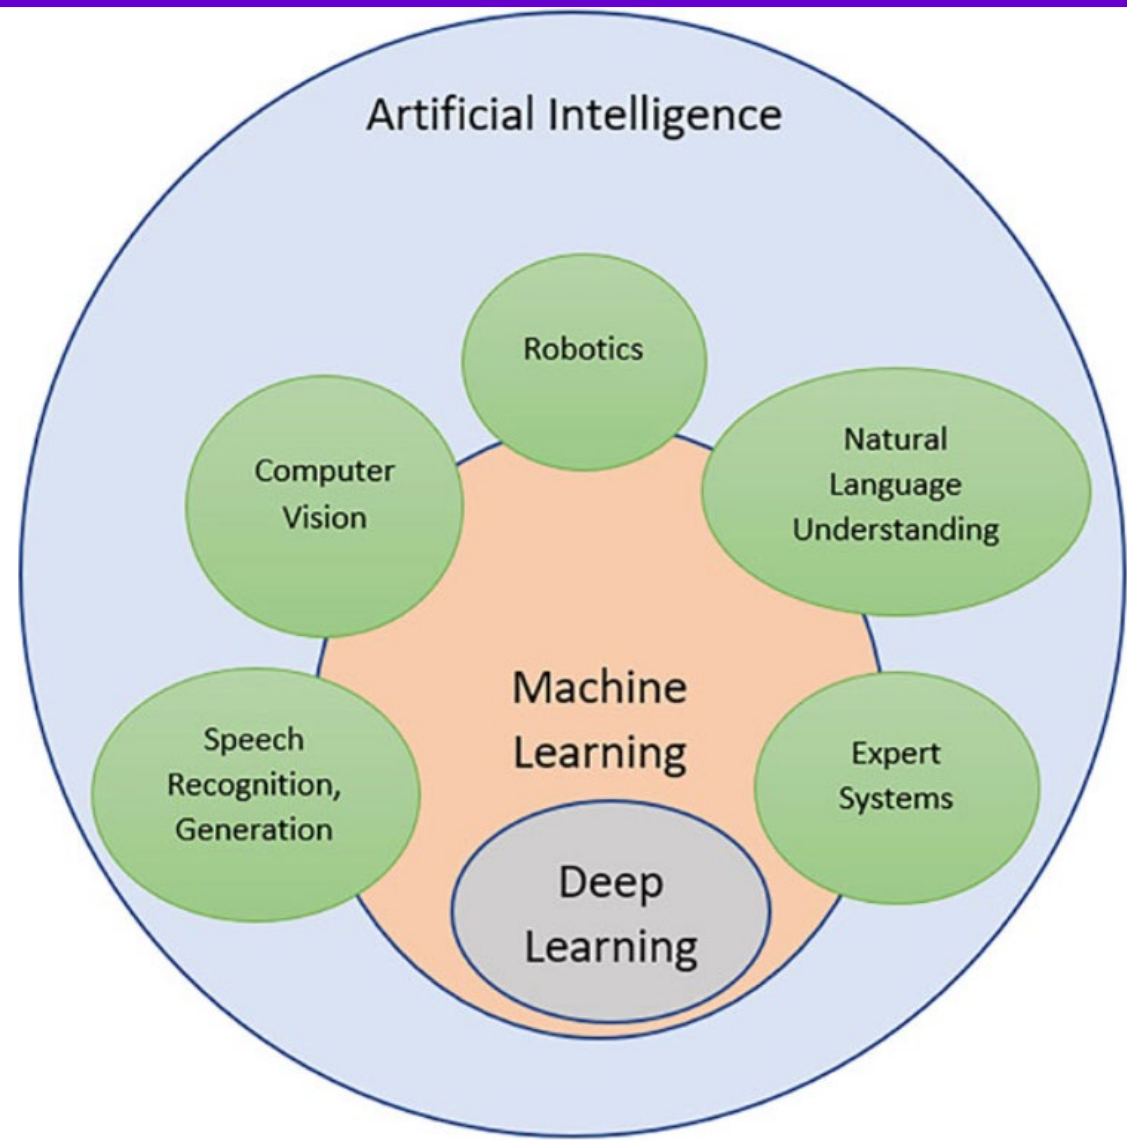 Artificial Intelligence
Robotics
Computer
Vision
Natural
Language
Understanding
Machine
Learning
Speech
Recognition,
Generation
Expert
Systems
Deep
Learning